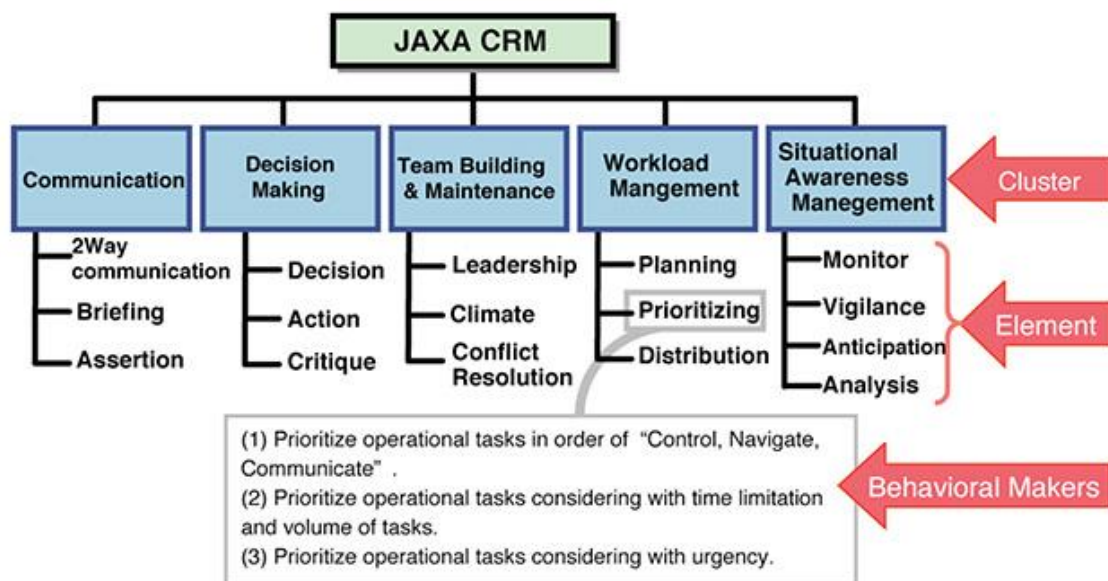 JAXA CRM
Communication
Decision
Making
Team Building
& Maintenance
Workload
Mangement
Situational
Awareness
Manegement
Cluster
2Way
communication
Briefing
Assertion
Decision
Action
Critique
Leadership
Climate
Conflict
Resolution
Planning
Prioritizing
Distribution
Monitor
Vigilance
Anticipation
Analysis
Element
(1) Prioritize operational tasks in order of “Control, Navigate,
Communicate” .
(2) Prioritize operational tasks considering with time limitation
and volume of tasks.
(3) Prioritize operational tasks considering with urgency.
Behavioral Makers